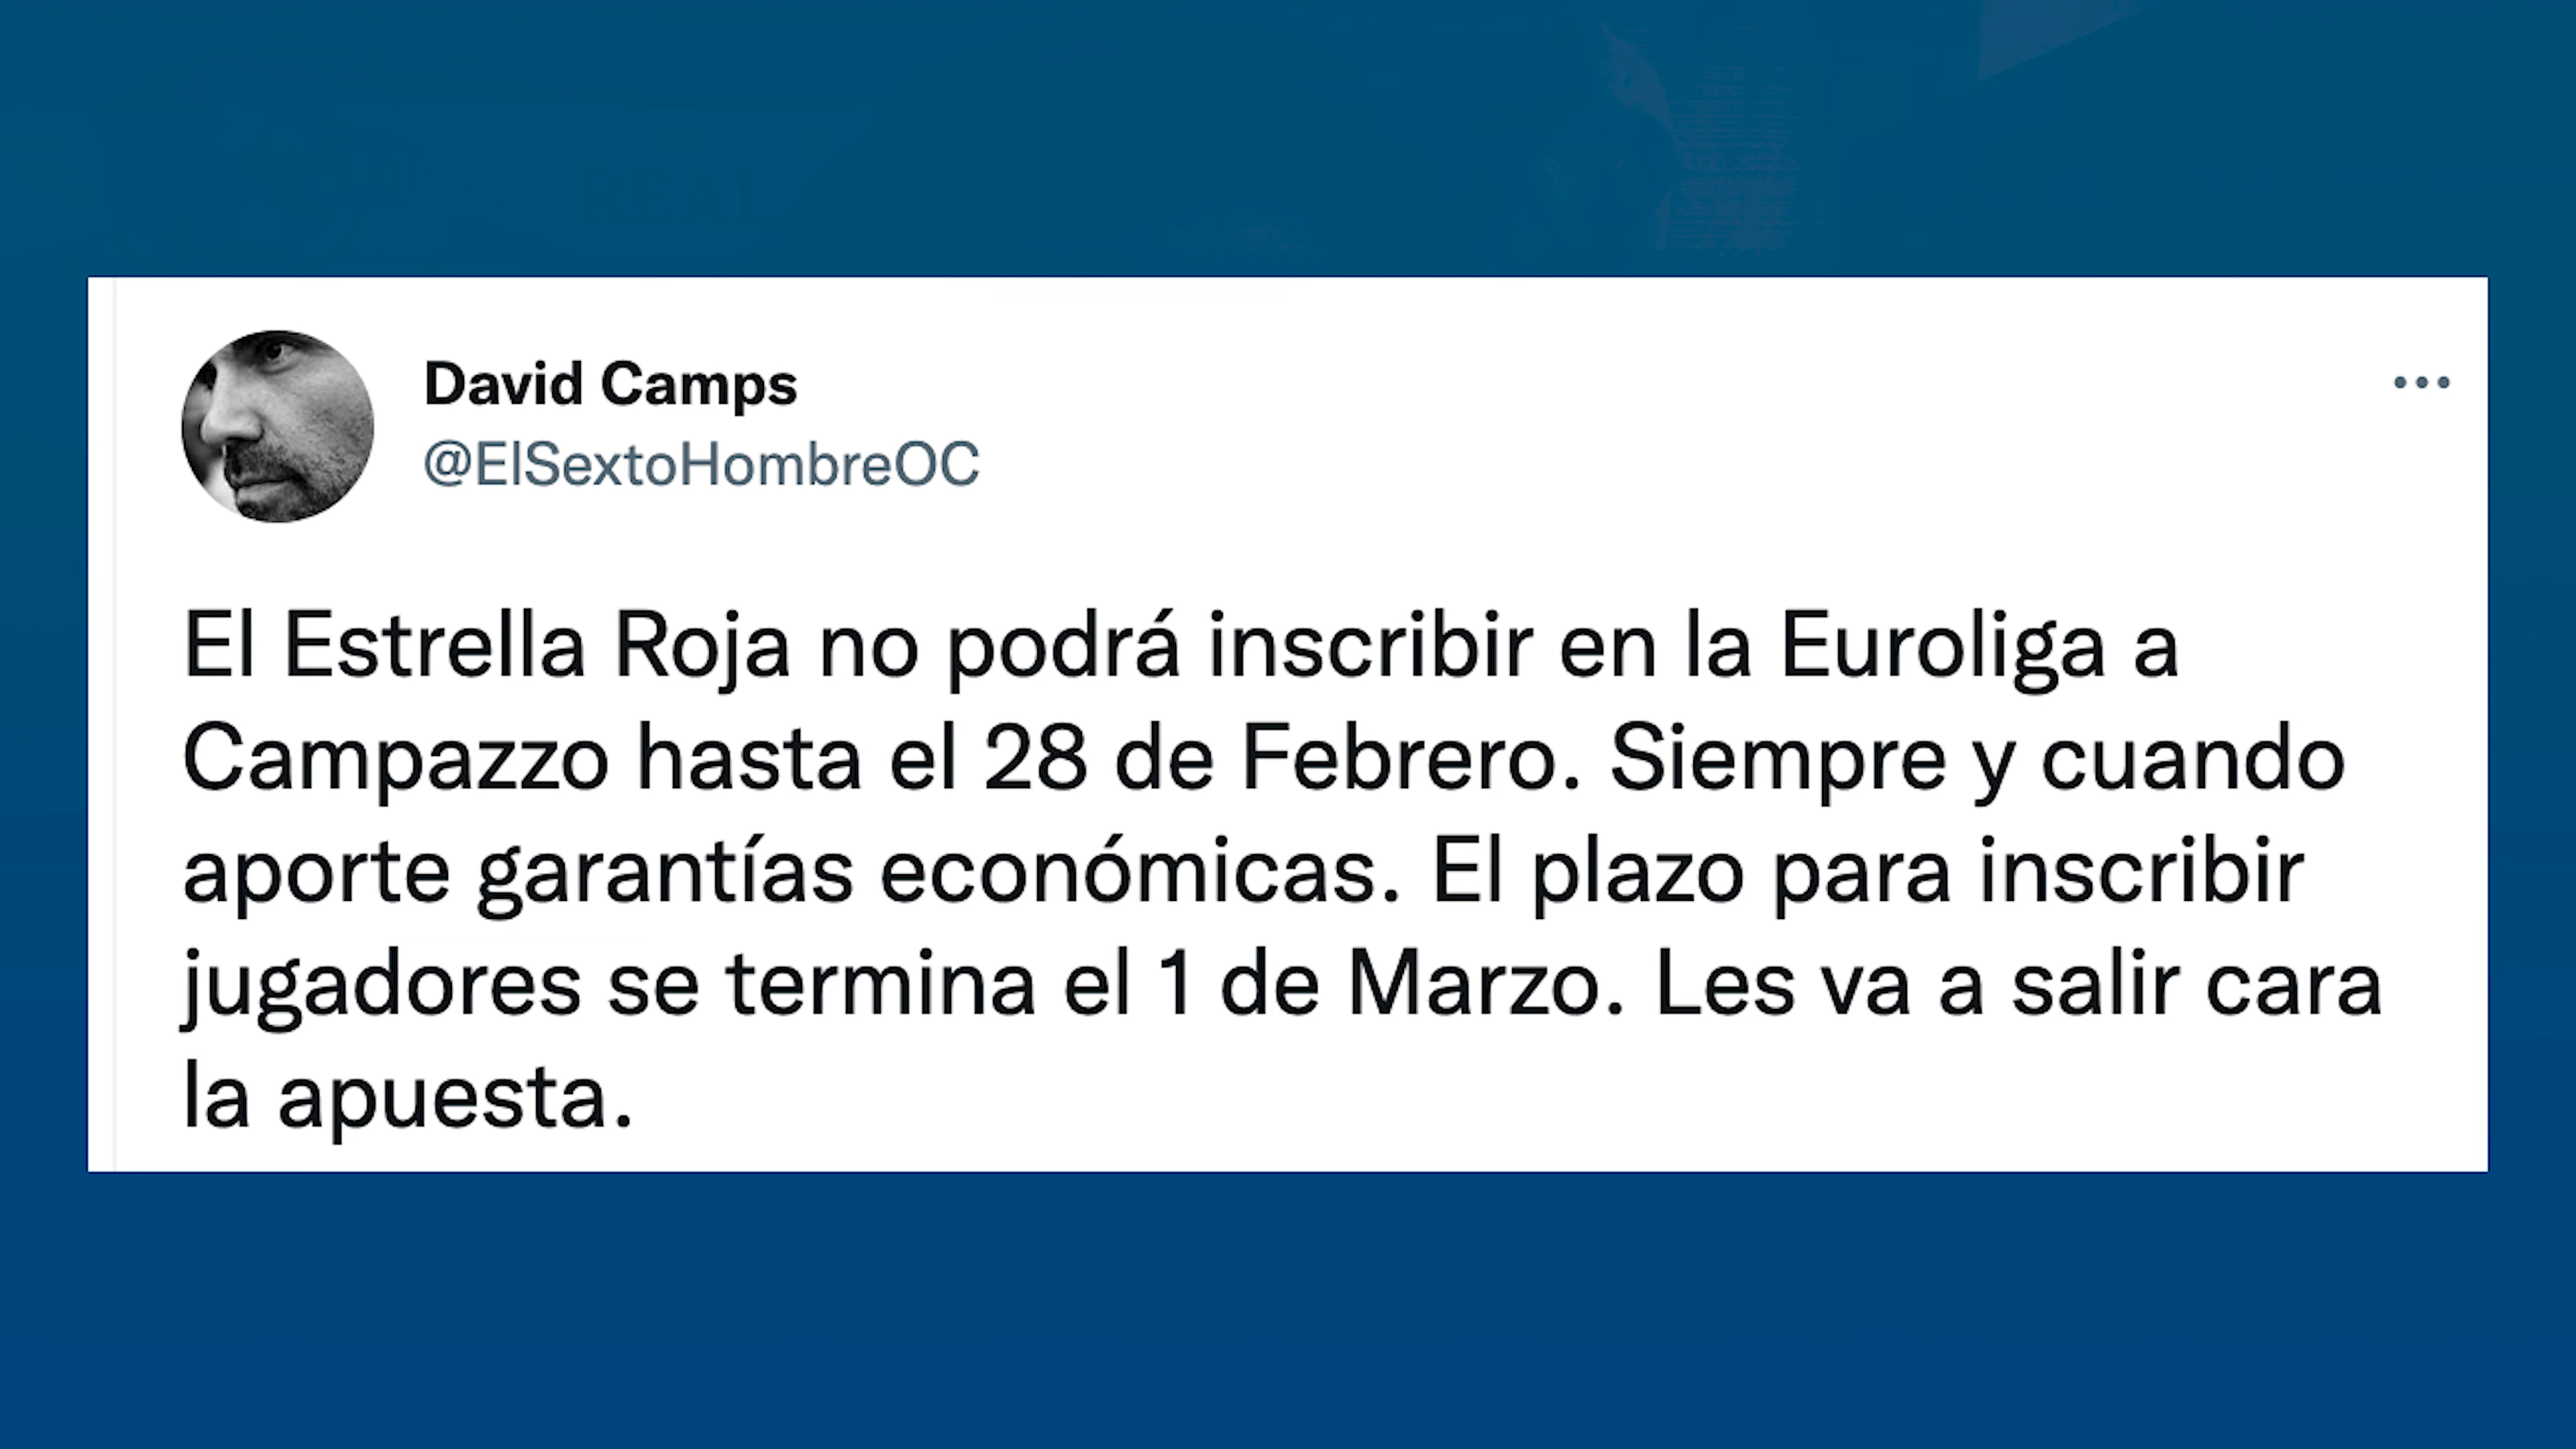 REAL
David Camps
@ElSextoHombreOC
El Estrella Roja no podrá inscribir en la Euroliga a
Campazzo hasta el 28 de Febrero. Siempre y cuando
aporte garantías económicas. El plazo para inscribir
jugadores se termina el 1 de Marzo. Les va a salir cara
la apuesta.